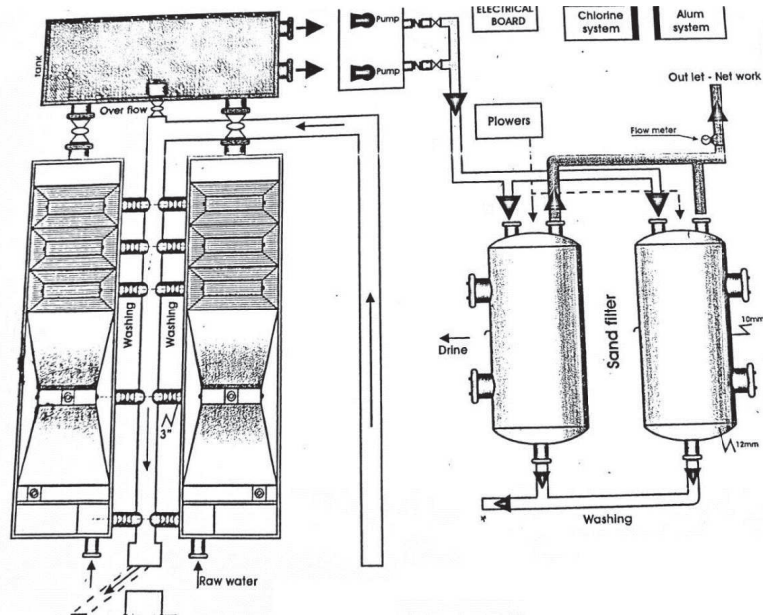 ELECTRICAL
BOARD
Chlorine
system
Alum
system
Pump
Pump
tank
Over flow
Out let - Net work
Flow meter
Plowers
Washing
Washing
3"
Drine
Sand filter
10mm
12mm
Washing
Raw water